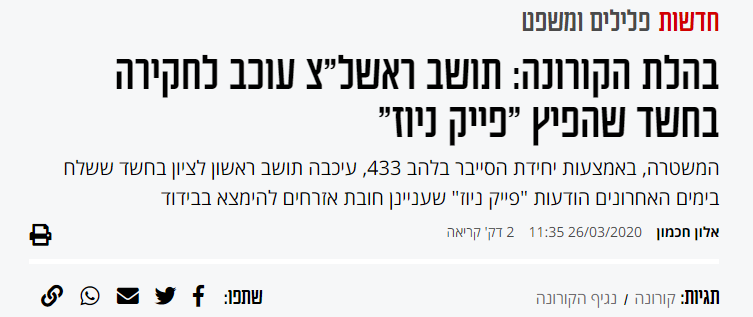 חדשות פלילים ומשפט
בהלת הקורונה: תושב ראשל"צ עוכב לחקירה
בחשד שהפיץ "פייק ניוז"
המשטרה, באמצעות יחידת הסייבר בלהב 433, עיכבה תושב ראשון לציון בחשד ששלח
בימים האחרונים הודעות "פייק ניוז" שעניינן חובת אזרחים להימצא בבידוד
אלון חכמון 26/03/2020 11:35 2 דק' קריאה
תגיות: קורונה / נגיף הקורונה שתפו: